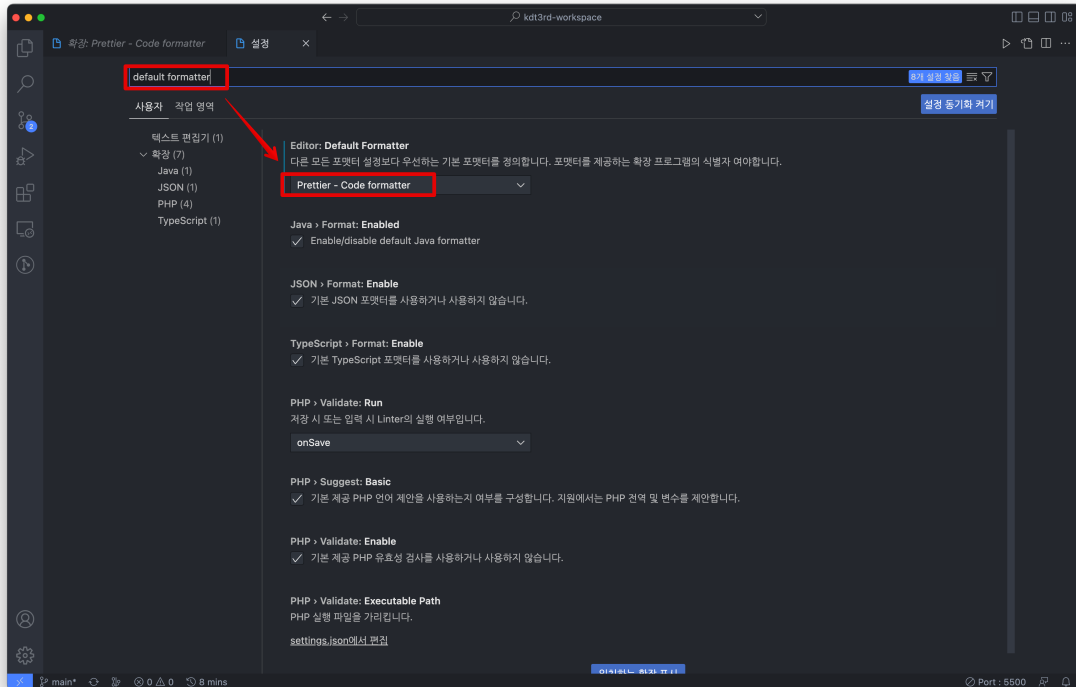 kdt3rd-workspace
확장: Prettier - Code formatter
설정
default formatter
8개 설정 찾음
사용자 작업 영역
설정 동기화 켜기
텍스트 편집기 (1)
확장 (7)
Java (1)
JSON (1)
PHP (4)
TypeScript (1)
Editor: Default Formatter
다른 모든 포맷터 설정보다 우선하는 기본 포맷터를 정의합니다. 포맷터를 제공하는 확장 프로그램의 식별자 여야합니다.
Prettier - Code formatter
Java › Format: Enabled
Enable/disable default Java formatter
JSON › Format: Enable
기본 JSON 포맷터를 사용하거나 사용하지 않습니다.
TypeScript › Format: Enable
기본 TypeScript 포맷터를 사용하거나 사용하지 않습니다.
PHP › Validate: Run
저장 시 또는 입력 시 Linter의 실행 여부입니다.
onSave
PHP › Suggest: Basic
기본 제공 PHP 언어 제안을 사용하는지 여부를 구성합니다. 지원에서는 PHP 전역 및 변수를 제안합니다.
PHP › Validate: Enable
기본 제공 PHP 유효성 검사를 사용하거나 사용하지 않습니다.
PHP › Validate: Executable Path
PHP 실행 파일을 가리킵니다.
settings.json에서 편집
일치하는 확장 표시
2
main* 0 0 8 mins
Port : 5500